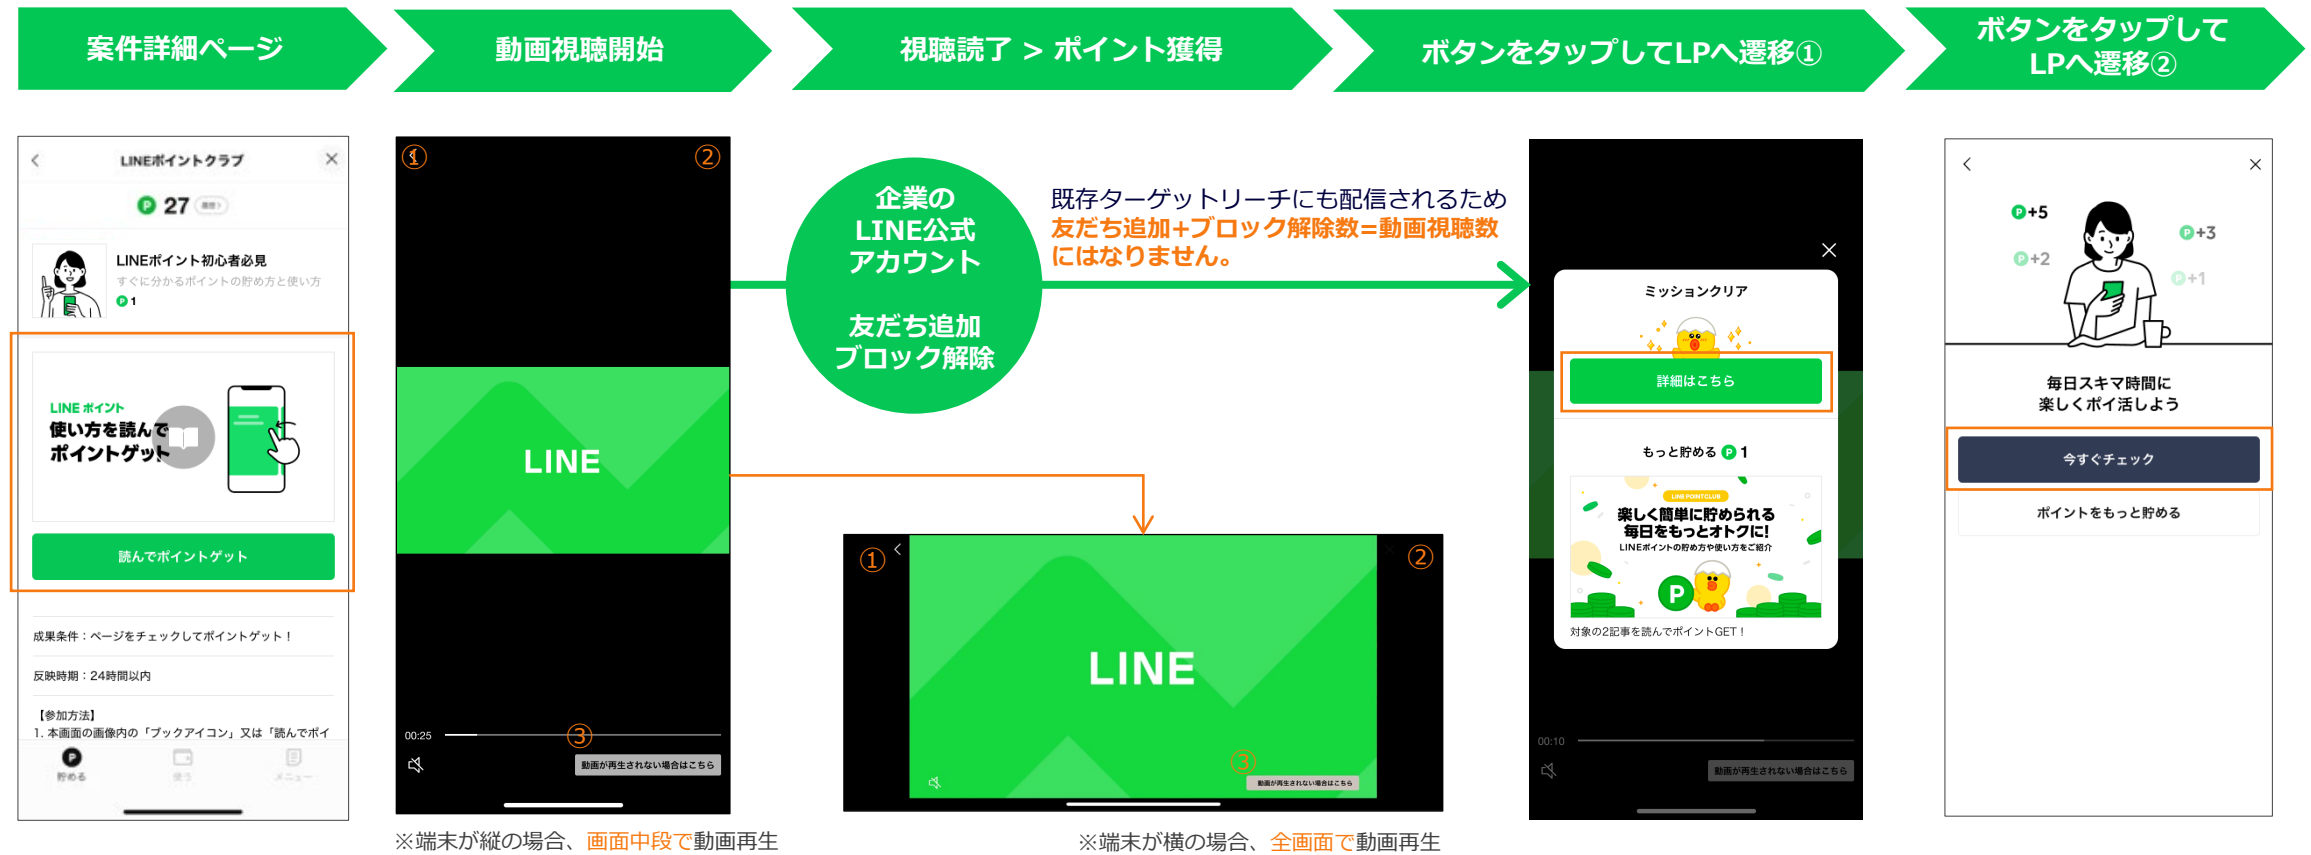 案件詳細ページ
動画視聴開始
視聴読了 > ポイント獲得
ボタンをタップしてLPへ遷移①
ボタンをタップして
LPへ遷移②
LINEポイントクラブ
P 27
LINEポイント初心者必見
すぐに分かるポイントの貯め方と使い方
P 1
LINE ポイント
使い方を読んで
ポイントゲット
読んでポイントゲット
成果条件：ページをチェックしてポイントゲット！
反映時期：24時間以内
【参加方法】
1. 本画面の画像内の「ブックアイコン」又は「読んでポイ
P
貯める
使う
メニュー
①
②
LINE
00:25
③
動画が再生されない場合はこちら
※端末が縦の場合、画面中段で動画再生
企業の
LINE公式
アカウント
友だち追加
ブロック解除
既存ターゲットリーチにも配信されるため
友だち追加+ブロック解除数=動画視聴数
にはなりません。
①
②
LINE
③
動画が再生されない場合はこちら
※端末が横の場合、全画面で動画再生
ミッションクリア
詳細はこちら
もっと貯める P 1
LINE POINTCLUB
楽しく簡単に貯められる
毎日をもっとオトクに!
LINEポイントの貯め方や使い方をご紹介
P
対象の2記事を読んでポイントGET！
00:10
動画が再生されない場合はこちら
P+5
P+3
P+2
P+1
毎日スキマ時間に
楽しくポイ活しよう
今すぐチェック
ポイントをもっと貯める